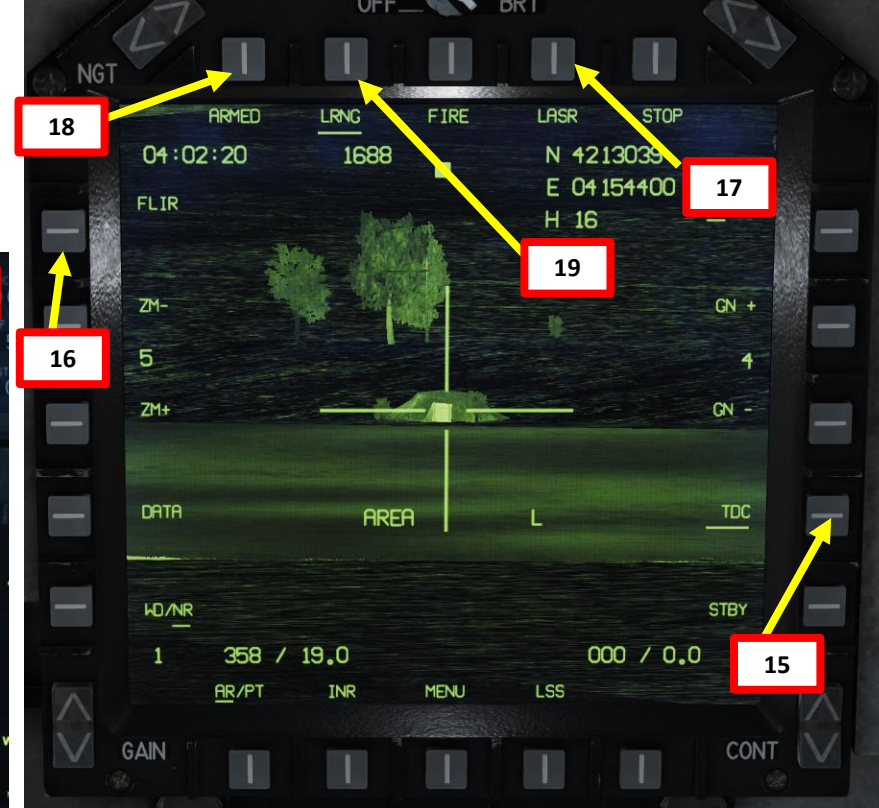 OFF BRT
NGT
18
ARMED LRNG FIRE LASR STOP
04:02:20 1688 N 4213039
E 04154400
17
FLIR
H 16
19
ZM- GN +
16
5 4
ZM+ GN -
DATA AREA L TDC
WD/NR STBY
1 358 / 19.0 000 / 0.0
15
AR/PT INR MENU LSS
GAIN CONT